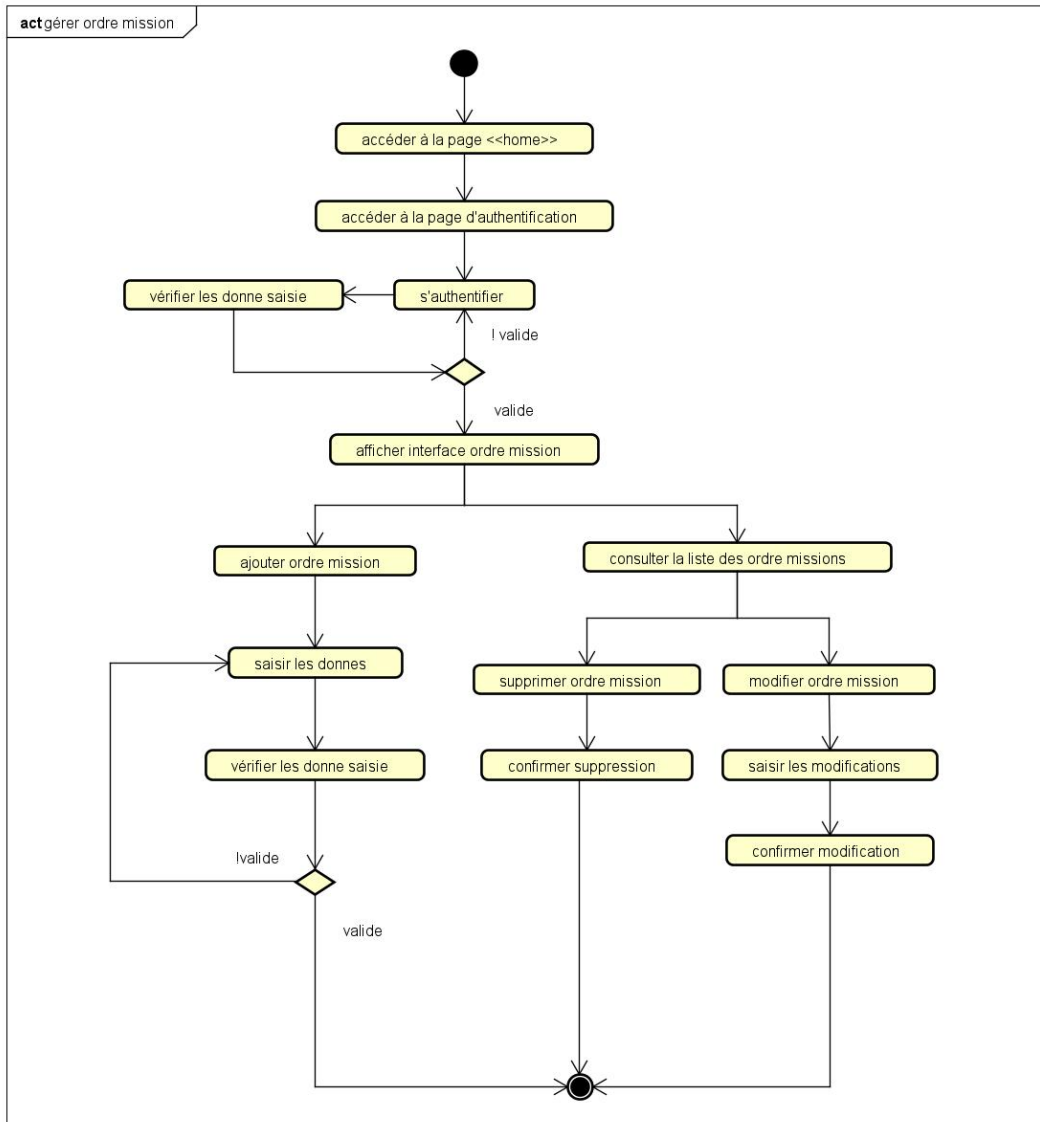 act gérer ordre mission
accéder à la page <<home>>
accéder à la page d'authentification
vérifier les donne saisie
s'authentifier
! valide
valide
afficher interface ordre mission
ajouter ordre mission
consulter la liste des ordre missions
saisir les donnes
supprimer ordre mission
modifier ordre mission
vérifier les donne saisie
confirmer suppression
saisir les modifications
confirmer modification
!valide
valide